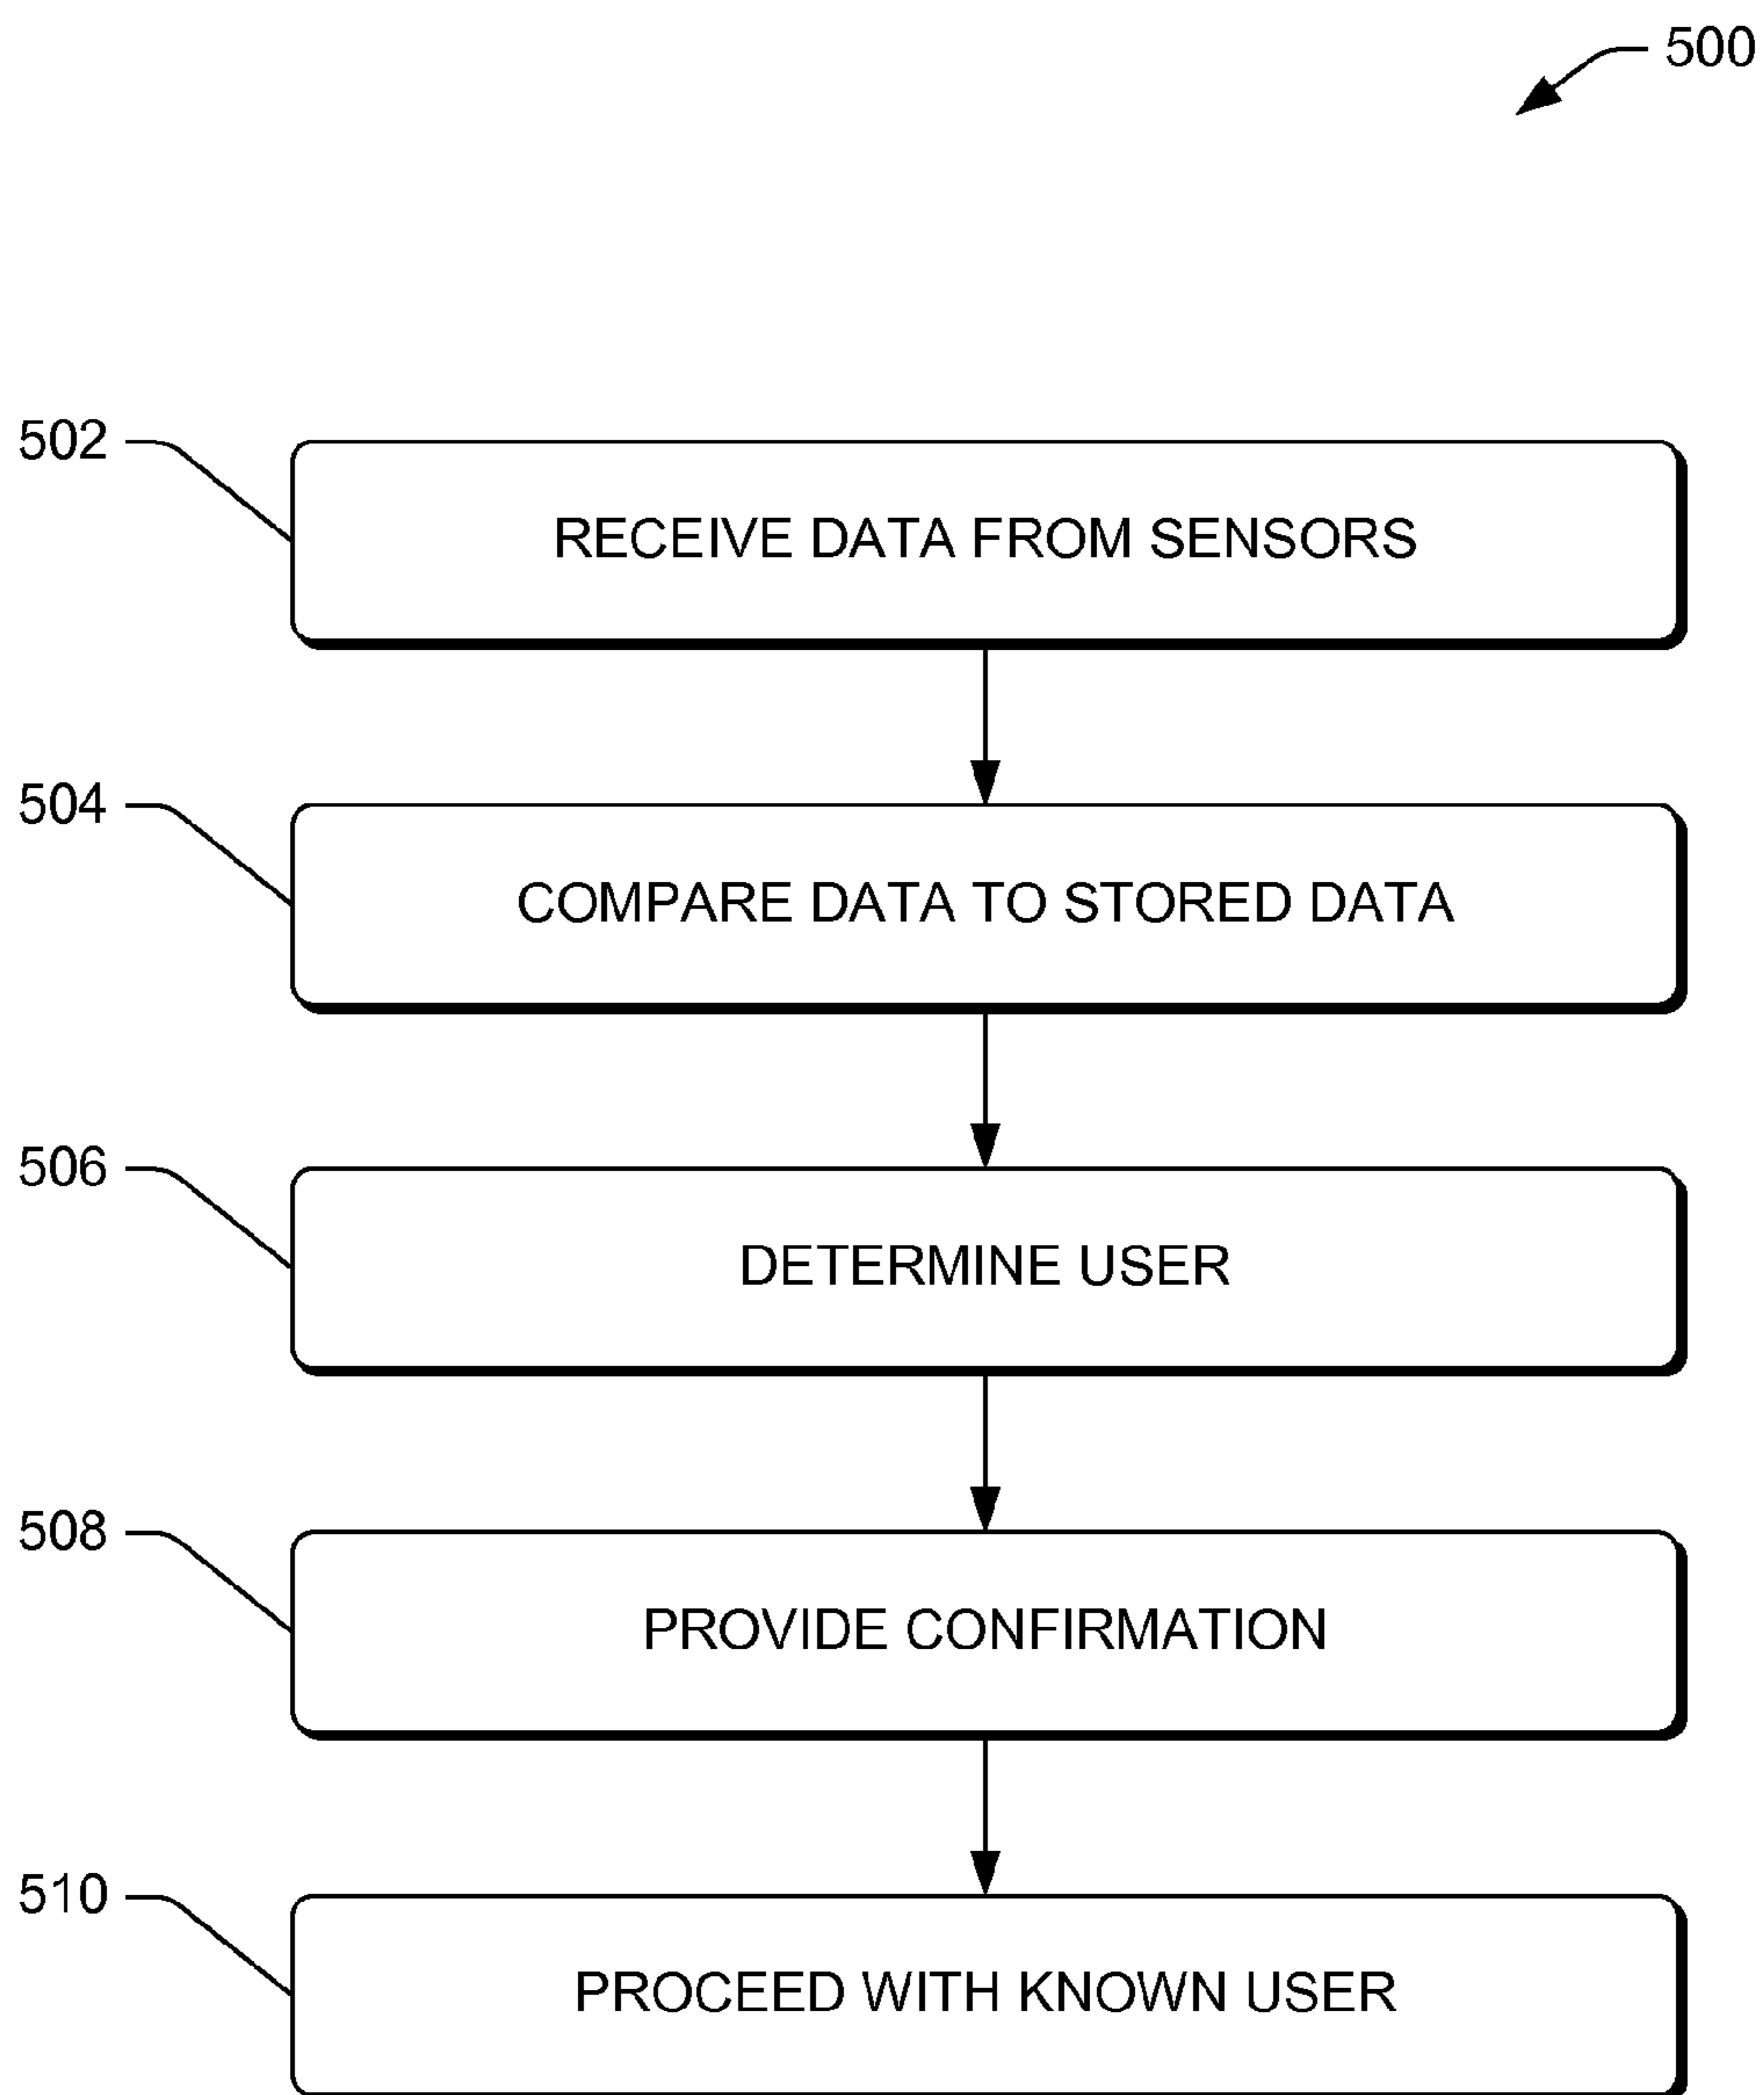 500
502
RECEIVE DATA FROM SENSORS
504
COMPARE DATA TO STORED DATA
506
DETERMINE USER
508
PROVIDE CONFIRMATION
510
PROCEED WITH KNOWN USER